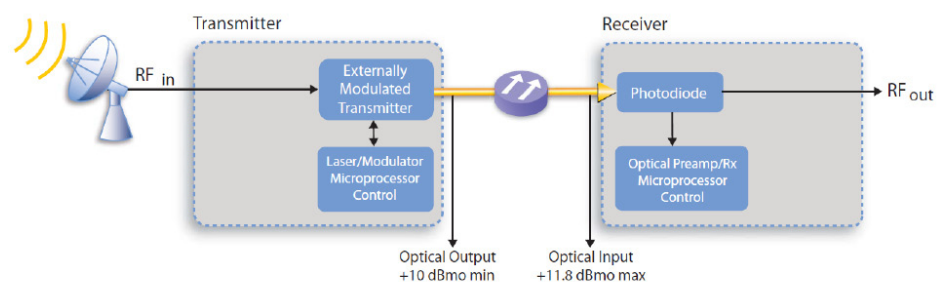 Transmitter
Receiver
RF in
Externally
Modulated
Transmitter
Photodiode
RF out
Laser/Modulator
Microprocessor
Control
Optical Preamp/Rx
Microprocessor
Control
Optical Output
+10 dBmo min
Optical Input
+11.8 dBmo max